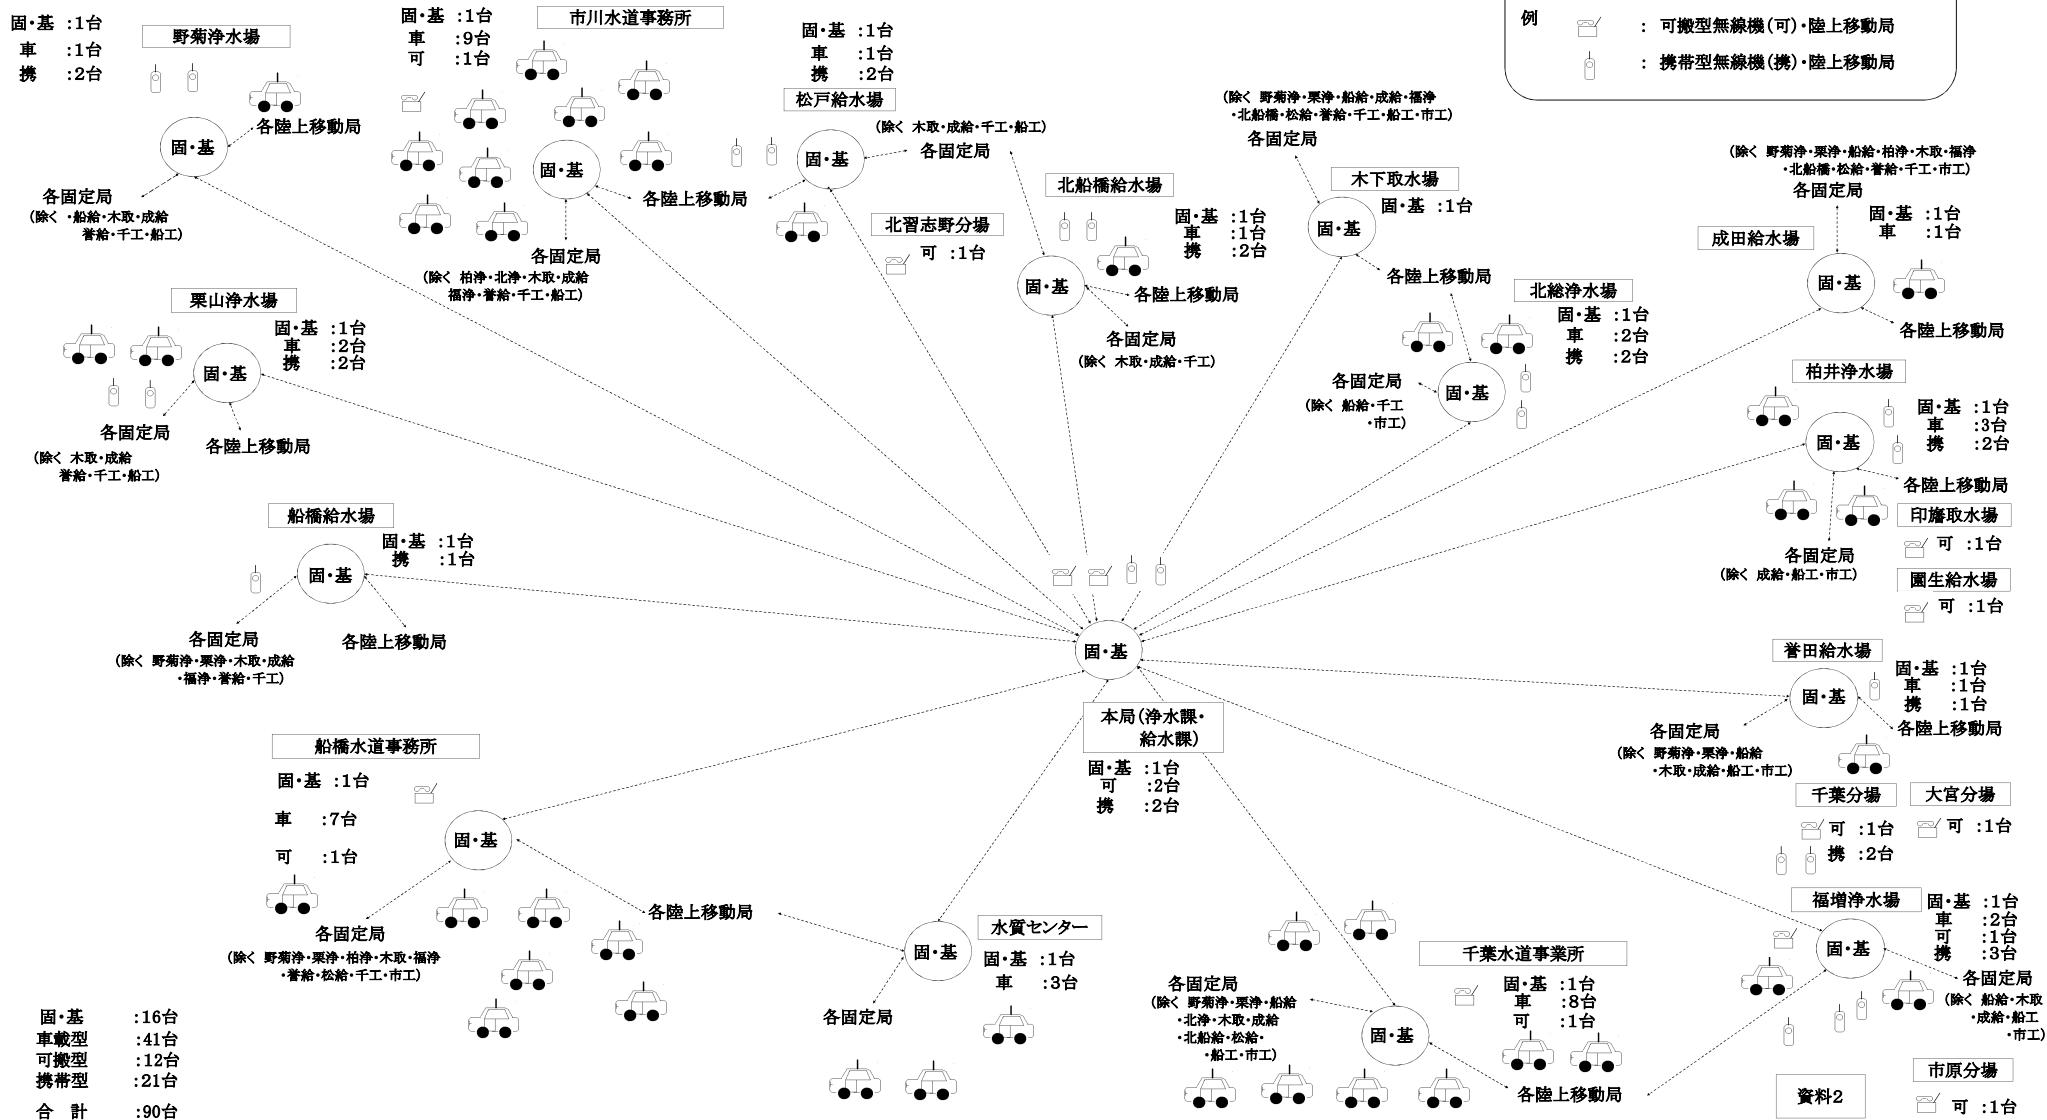 例
: 可搬型無線機(可)・陸上移動局
: 携帯型無線機(携)・陸上移動局
固・基 :1台
車 :1台
携 :2台
野菊浄水場
固・基
各陸上移動局
各固定局
(除く ・船給・木取・成給
誉給・千工・船工)
固・基 :1台
車 :9台
可 :1台
市川水道事務所
固・基
各陸上移動局
各固定局
(除く 柏浄・北浄・木取・成給
福浄・誉給・千工・船工)
固・基 :1台
車 :1台
携 :2台
松戸給水場
固・基
(除く 木取・成給・千工・船工)
各固定局
北習志野分場
可 :1台
北船橋給水場
固・基 :1台
車 :1台
携 :2台
固・基
各陸上移動局
各固定局
(除く 木取・成給・千工)
(除く 野菊浄・栗浄・船給・成給・福浄
・北船橋・松給・誉給・千工・船工・市工)
各固定局
木下取水場
固・基 :1台
固・基
各陸上移動局
北総浄水場
固・基 :1台
車 :2台
携 :2台
固・基
各固定局
(除く 船給・千工
・市工)
(除く 野菊浄・栗浄・船給・柏浄・木取・福浄
・北船橋・松給・誉給・千工・市工)
各固定局
固・基 :1台
車 :1台
成田給水場
固・基
各陸上移動局
柏井浄水場
固・基 :1台
車 :3台
携 :2台
固・基
各陸上移動局
各固定局
(除く 成給・船工・市工)
印旛取水場
可 :1台
園生給水場
可 :1台
栗山浄水場
固・基 :1台
車 :2台
携 :2台
固・基
各固定局
(除く 木取・成給
誉給・千工・船工)
各陸上移動局
船橋給水場
固・基 :1台
携 :1台
固・基
各固定局
(除く 野菊浄・栗浄・木取・成給
・福浄・誉給・千工)
各陸上移動局
固・基
本局(浄水課・
給水課)
固・基 :1台
可 :2台
携 :2台
誉田給水場
固・基 :1台
車 :1台
携 :1台
固・基
各陸上移動局
各固定局
(除く 野菊浄・栗浄・船給
・木取・成給・船工・市工)
千葉分場
可 :1台
携 :2台
大宮分場
可 :1台
船橋水道事務所
固・基 :1台
車 :7台
可 :1台
固・基
各固定局
(除く 野菊浄・栗浄・柏浄・木取・福浄
・誉給・松給・千工・市工)
各陸上移動局
水質センター
固・基 :1台
車 :3台
固・基
各固定局
千葉水道事業所
固・基 :1台
車 :8台
可 :1台
固・基
各固定局
(除く 野菊浄・栗浄・船給
・北浄・木取・成給
・北船給・松給・
・船工・市工)
各陸上移動局
福増浄水場
固・基 :1台
車 :2台
可 :1台
携 :3台
固・基
各固定局
(除く 船給・木取
・成給・船工
・市工)
市原分場
可 :1台
資料2
固・基 :16台
車載型 :41台
可搬型 :12台
携帯型 :21台
合 計 :90台